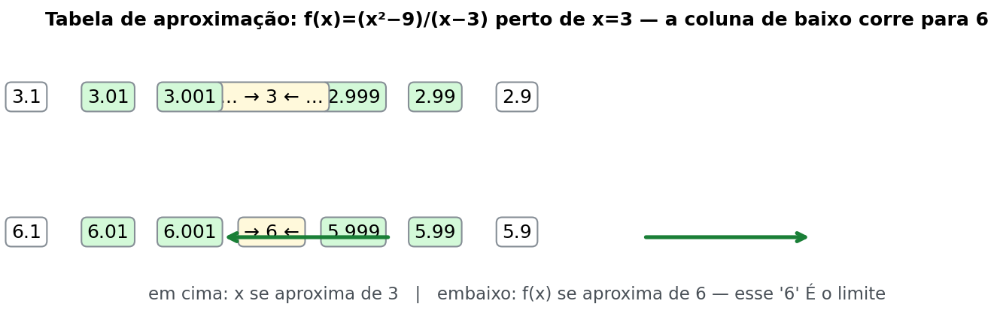 Tabela de aproximação: f(x)=(x²−9)/(x−3) perto de x=3 — a coluna de baixo corre para 6
3.1 3.01 3.001 ... → 3 ← ... 2.999 2.99 2.9
6.1 6.01 6.001 → 6 ← 5.999 5.99 5.9
em cima: x se aproxima de 3 | embaixo: f(x) se aproxima de 6 — esse '6' É o limite